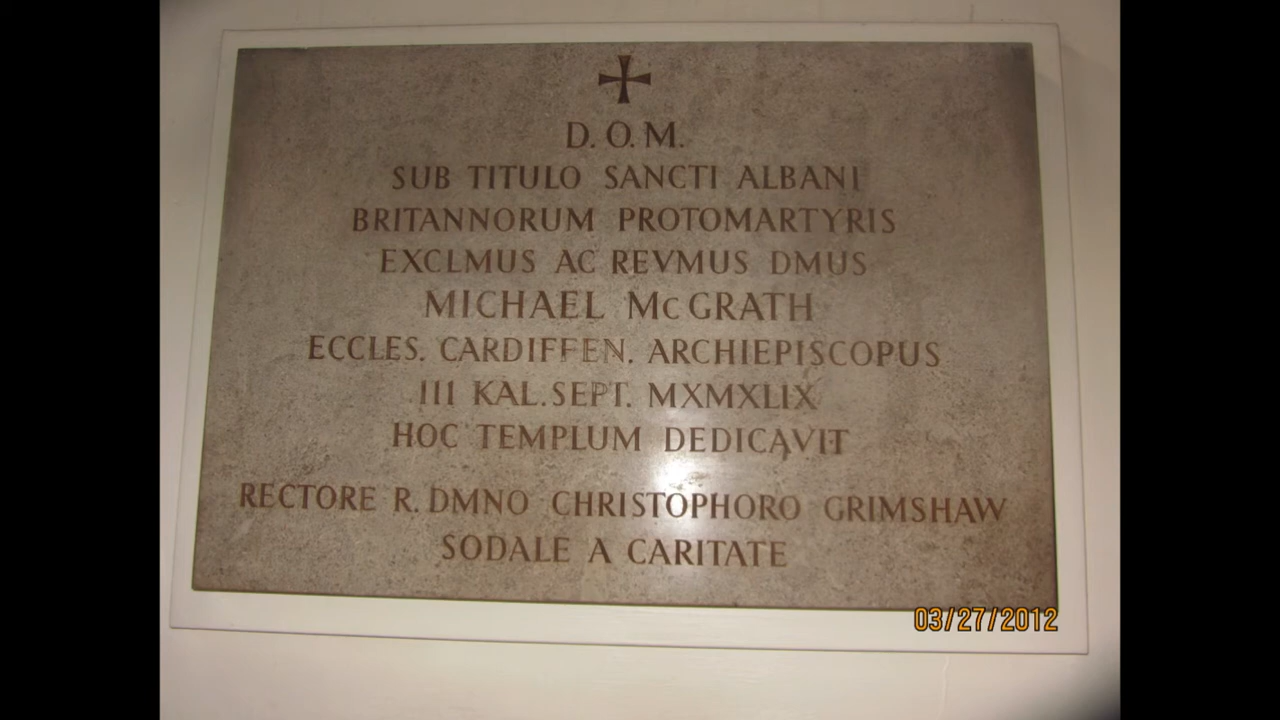 D. O. M.
SUB TITULO SANCTI ALBANI
BRITANNORUM PROTOMARTYRIS
EXCLMUS AC REVMUS DMUS
MICHAEL McGRATH
ECCLES. CARDIFFEN. ARCHIEPISCOPUS
III KAL. SEPT. MXMXLIX
HOC TEMPLUM DEDICAVIT
RECTORE R. DMNO CHRISTOPHORO GRIMSHAW
SODALE A CARITATE
03/27/2012